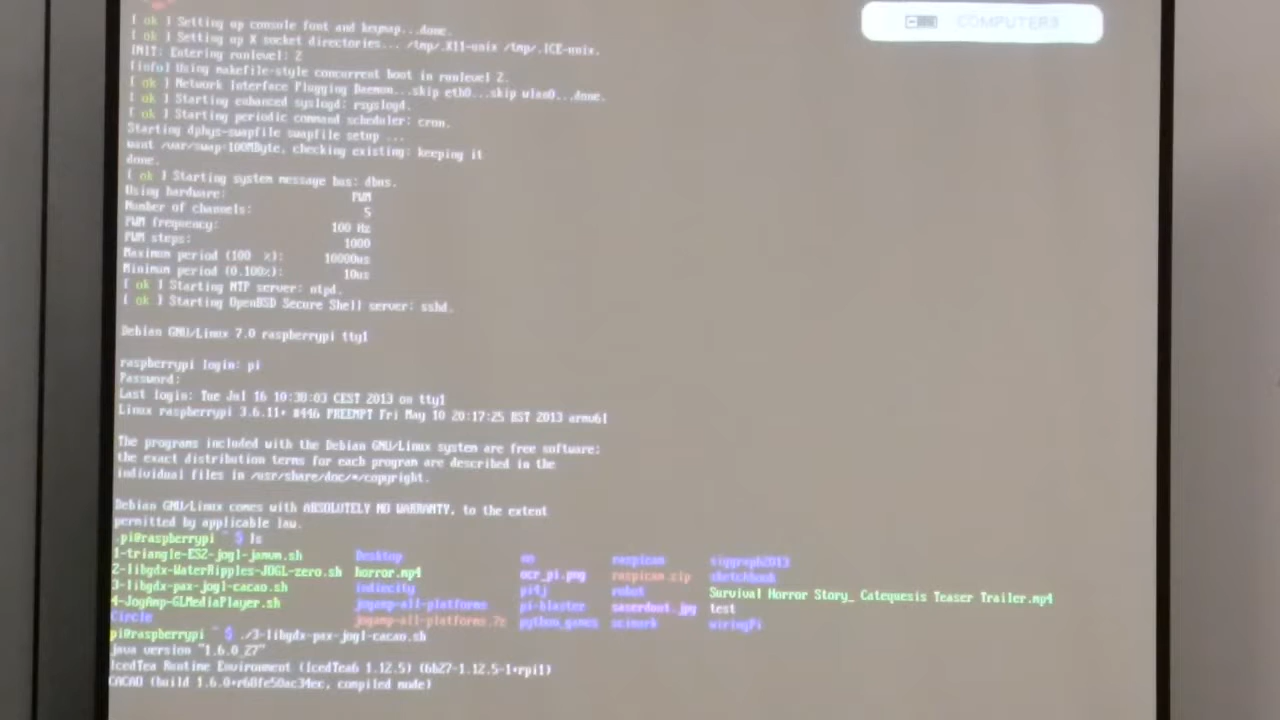 COMPUTERS
[ ok ] Setting up console font and keymap...done.
[ ok ] Setting up X socket directories... /tmp/.X11-unix /tmp/.ICE-unix.
INIT: Entering runlevel: 2
[info] Using makefile-style concurrent boot in runlevel 2.
[ ok ] Network Interface Plugging Daemon...skip eth0...skip wlan0...done.
[ ok ] Starting enhanced syslogd: rsyslogd.
[ ok ] Starting periodic command scheduler: cron.
Starting dphys-swapfile swapfile setup ...
want /var/swap=100MByte, checking existing: keeping it
done.
[ ok ] Starting system message bus: dbus.
Using hardware: PWM
Number of channels: 5
PWM frequency: 100 Hz
PWM steps: 1000
Maximum period (100 %): 10000us
Minimum period (0.100%): 10us
[ ok ] Starting NTP server: ntpd.
[ ok ] Starting OpenBSD Secure Shell server: sshd.
Debian GNU/Linux 7.0 raspberrypi tty1
raspberrypi login: pi
Password:
Last login: Tue Jul 16 10:38:03 CEST 2013 on tty1
Linux raspberrypi 3.6.11+ #446 PREEMPT Fri May 10 20:17:25 BST 2013 armv6l
The programs included with the Debian GNU/Linux system are free software;
the exact distribution terms for each program are described in the
individual files in /usr/share/doc/*/copyright.
Debian GNU/Linux comes with ABSOLUTELY NO WARRANTY, to the extent
permitted by applicable law.
pi@raspberrypi ~ $ ls
1-triangle-ES2-jogl-jamvm.sh Desktop raspicam siggraph2013
2-libgdx-WaterRipples-JOGL-zero.sh horror.mp4 ocr_pi.png raspicam.zip sketchbook
3-libgdx-pax-jogl-cacao.sh indiecity pi4j robot Survival Horror Story_ Catequesis Teaser Trailer.mp4
4-JogAmp-GLMediaPlayer.sh jogamp-all-platforms pi-blaster saserdout.jpg test
Circle jogamp-all-platforms.7z python_games scimark wiringPi
pi@raspberrypi ~ $ ./3-libgdx-pax-jogl-cacao.sh
java version "1.6.0_27"
IcedTea Runtime Environment (IcedTea6 1.12.5) (6b27-1.12.5-1+rpi1)
CACAO (build 1.6.0+r68fe50ac34ec, compiled mode)